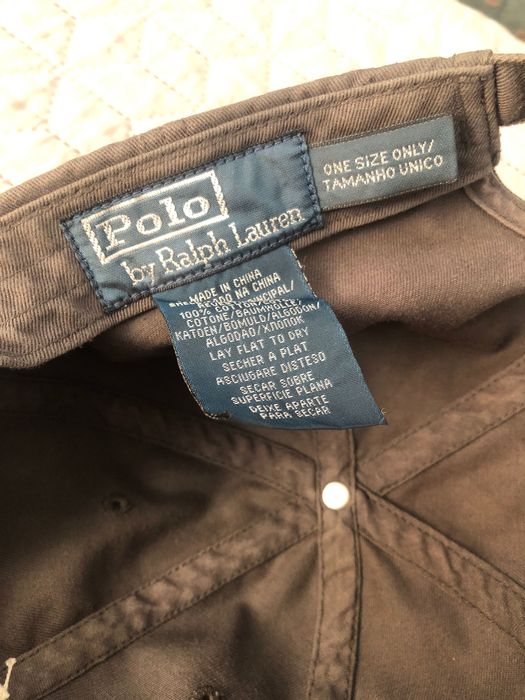 Polo
by Ralph Lauren
ONE SIZE ONLY/
TAMANHO UNICO
MADE IN CHINA
NA CHINA
100% COTTON
COTONE/BAUMWOLLE/
KATOEN/BOMULD/ALGODON/
ALGODAO/ХЛОПОК
LAY FLAT TO DRY
SECHER A PLAT
ASCIUGARE DISTESO
SECAR SOBRE
SUPERFICIE PLANA
DEIXE APARTE
PARA SECAR